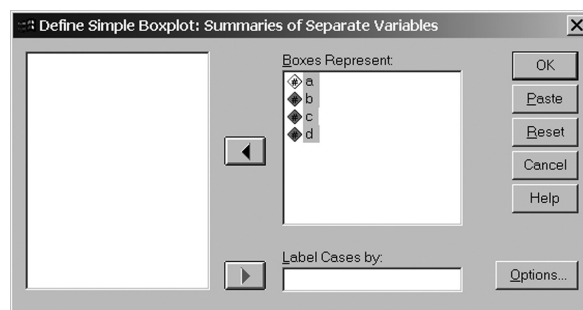 Define Simple Boxplot: Summaries of Separate Variables
Boxes Represent:
# a
# b
# c
# d
Label Cases by:
OK
Paste
Reset
Cancel
Help
Options...